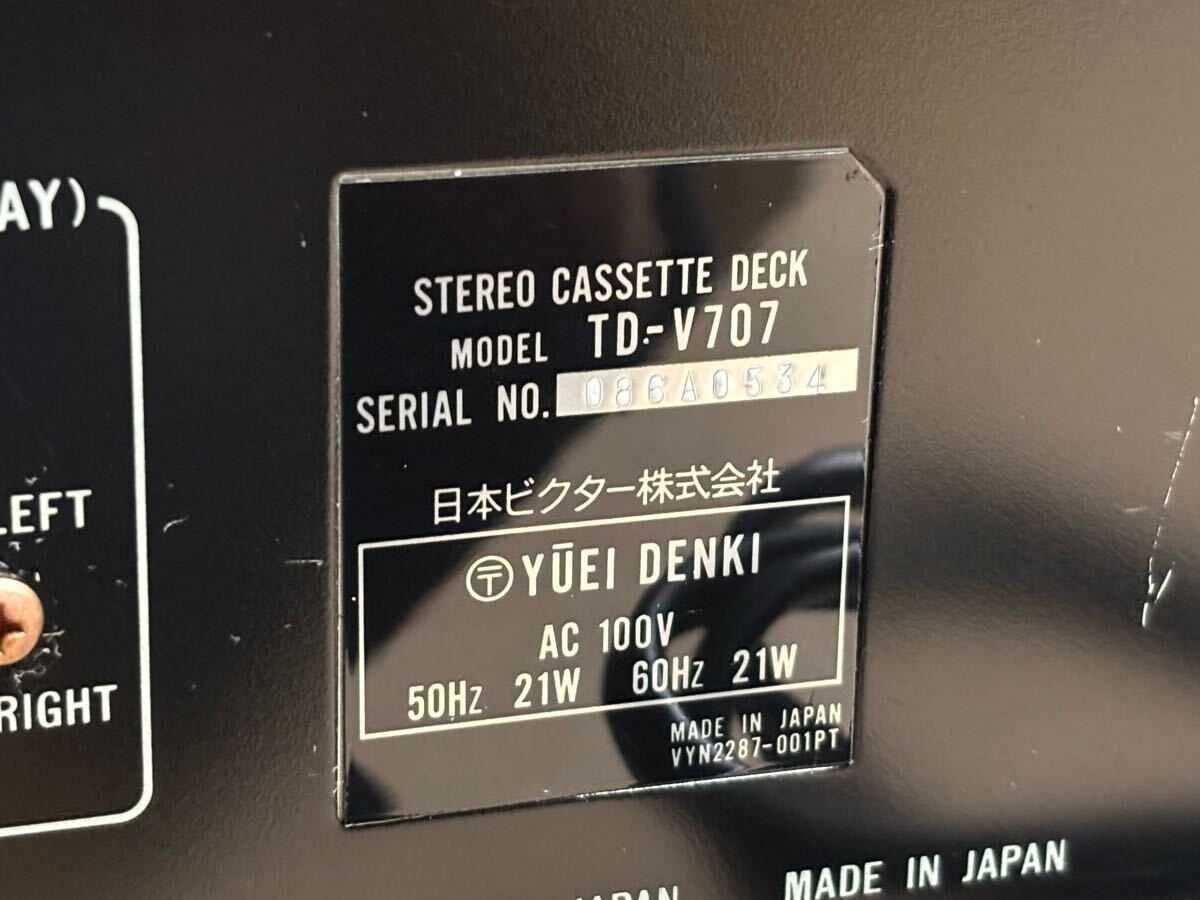 AY)
LEFT
RIGHT
STEREO CASSETTE DECK
MODEL TD-V707
SERIAL NO. 086A0534
日本ビクター株式会社
〒 YŪEI DENKI
AC 100V
50Hz 21W 60Hz 21W
MADE IN JAPAN
VYN2287-001PT
JAPAN
MADE IN JAPAN